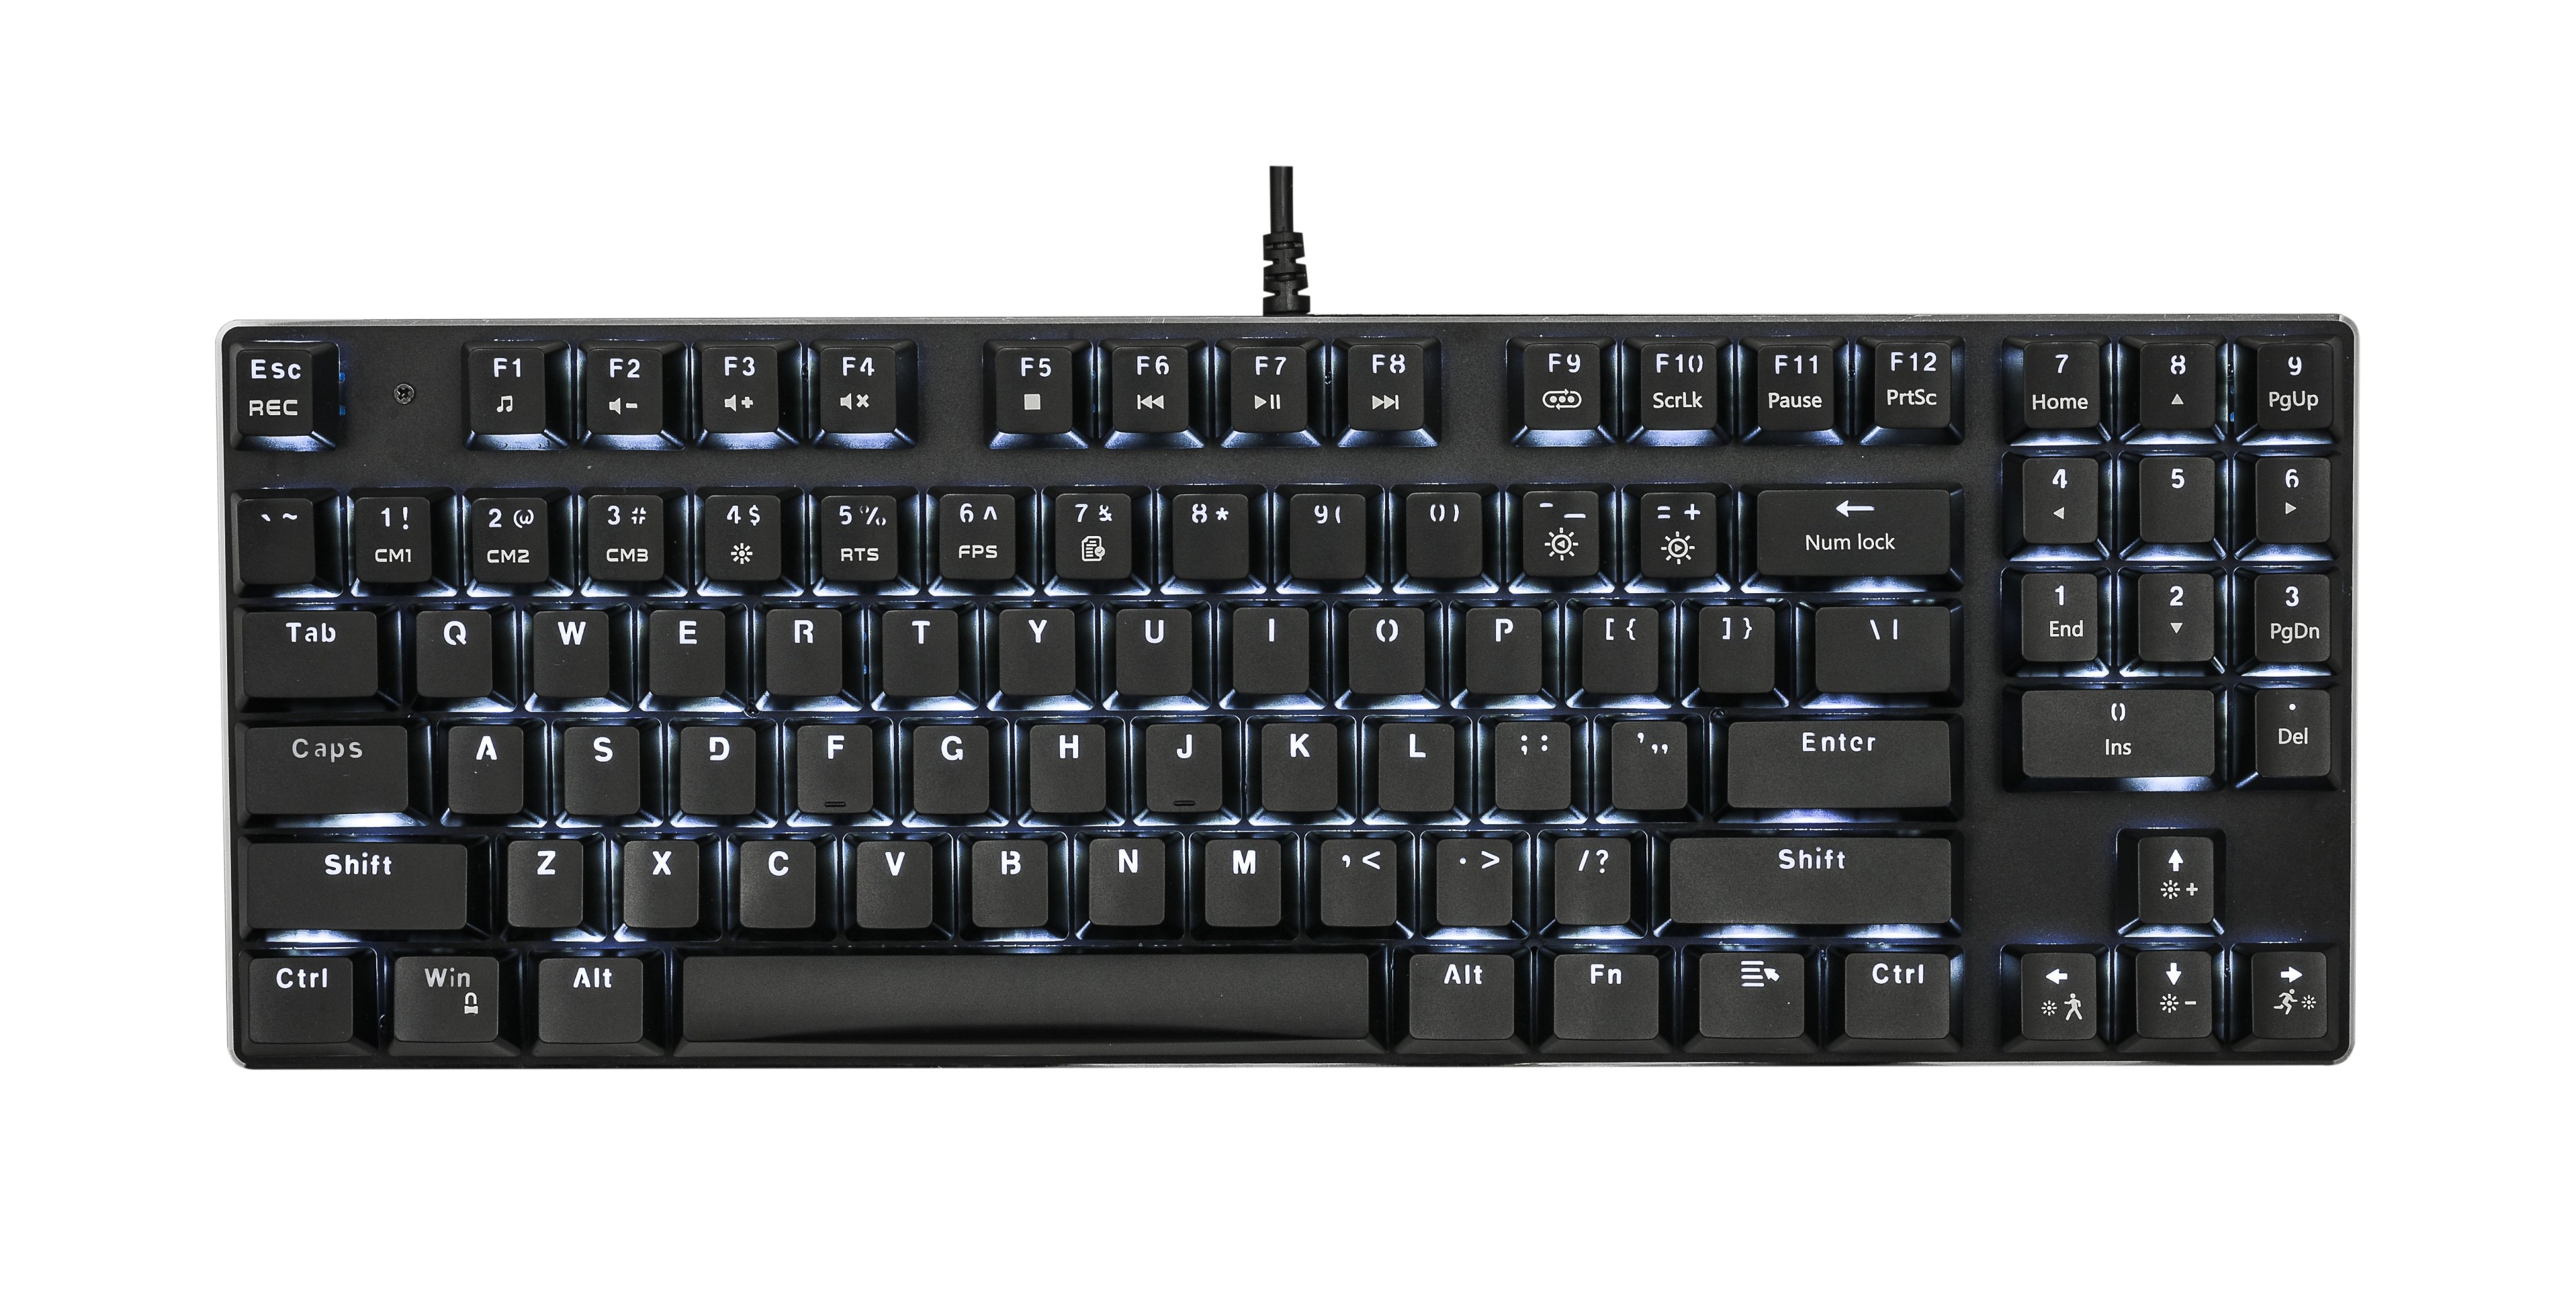 Esc F1 F2 F3 F4 F5 F6 F7 F8 F9 F10 F11 F12 7 8 9
REC ScrLk Pause PrtSc Home PgUp
` ~ 1 ! 2 @ 3 # 4 $ 5 % 6 ^ 7 & 8 * 9 ( 0 ) - _ = + ← 4 5 6
CM1 CM2 CM3 RTS FPS Num lock
Tab Q W E R T Y U I O P [ { ] } \ | 1 2 3
End PgDn
Caps A S D F G H J K L ; : ' ,, Enter 0 .
Ins Del
Shift Z X C V B N M , < . > / ? Shift ↑
+
Ctrl Win Alt Alt Fn Ctrl ← ↓ →
-